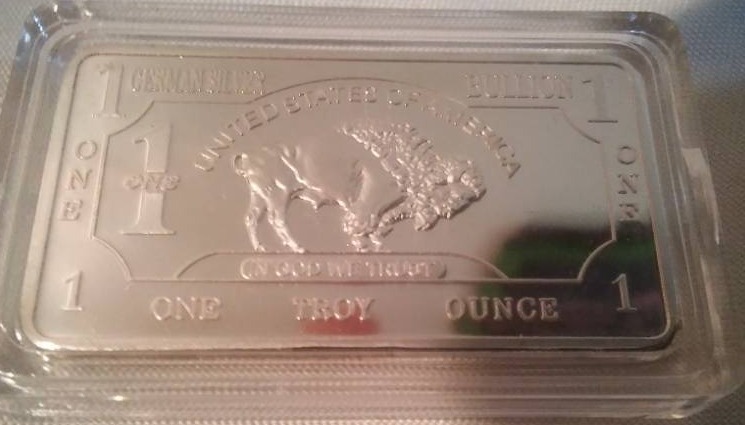 1 GERMAN SILVER BULLION 1
UNITED STATES OF AMERICA
ONE
1
ONE
ONE
IN GOD WE TRUST
1 ONE TROY OUNCE 1